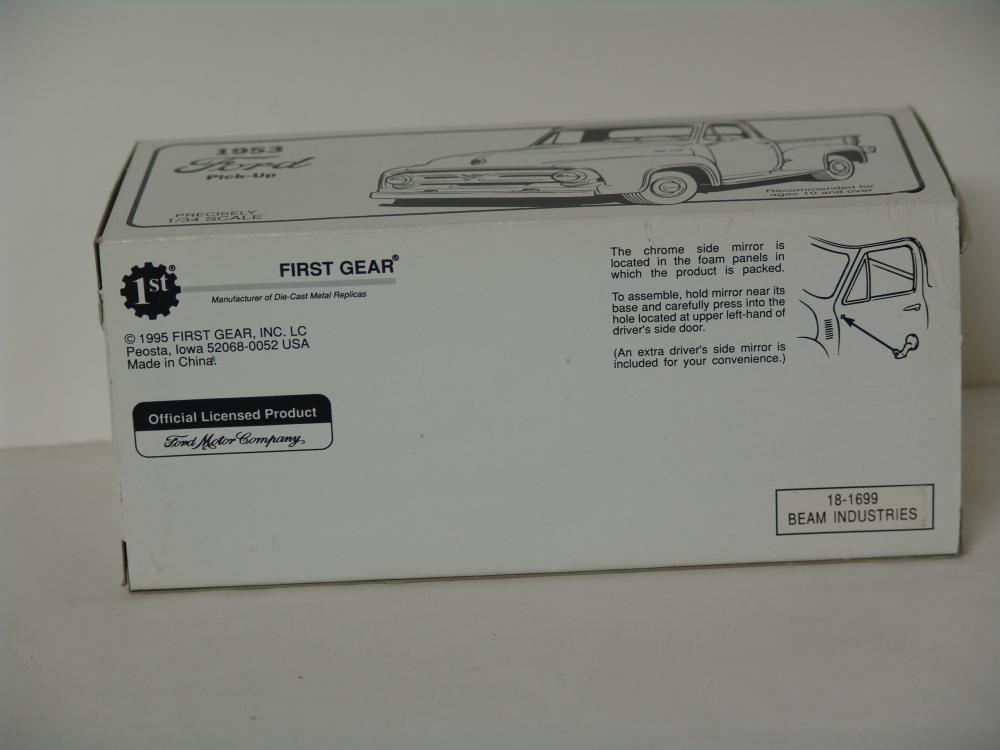 1953
Ford
Pick-Up
PRECISELY
1/34 SCALE
Recommended for
ages 10 and over
1st®
FIRST GEAR®
Manufacturer of Die-Cast Metal Replicas
© 1995 FIRST GEAR, INC. LC
Peosta, Iowa 52068-0052 USA
Made in China.
Official Licensed Product
Ford Motor Company
The chrome side mirror is
located in the foam panels in
which the product is packed.
To assemble, hold mirror near its
base and carefully press into the
hole located at upper left-hand of
driver's side door.
(An extra driver's side mirror is
included for your convenience.)
18-1699
BEAM INDUSTRIES